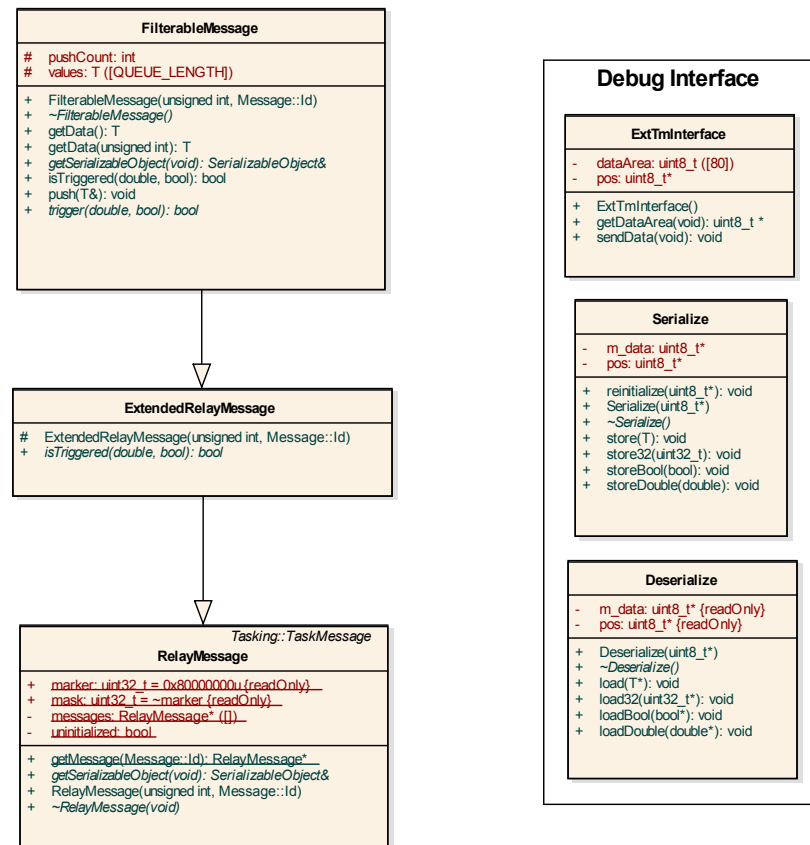 FilterableMessage
# pushCount: int
# values: T ([QUEUE_LENGTH])
+ FilterableMessage(unsigned int, Message::Id)
+ ~FilterableMessage()
+ getData(): T
+ getData(unsigned int): T
+ getSerializableObject(void): SerializableObject&
+ isTriggered(double, bool): bool
+ push(T&): void
+ trigger(double, bool): bool
ExtendedRelayMessage
# ExtendedRelayMessage(unsigned int, Message::Id)
+ isTriggered(double, bool): bool
Tasking::TaskMessage
RelayMessage
+ marker: uint32_t = 0x80000000u {readOnly}
+ mask: uint32_t = ~marker {readOnly}
- messages: RelayMessage* ([])
- uninitialized: bool
+ getMessage(Message::Id): RelayMessage*
+ getSerializableObject(void): SerializableObject&
+ RelayMessage(unsigned int, Message::Id)
+ ~RelayMessage(void)
Debug Interface
ExtTmInterface
- dataArea: uint8_t ([80])
- pos: uint8_t*
+ ExtTmInterface()
+ getDataArea(void): uint8_t *
+ sendData(void): void
Serialize
- m_data: uint8_t*
- pos: uint8_t*
+ reinitialize(uint8_t*): void
+ Serialize(uint8_t*)
+ ~Serialize()
+ store(T): void
+ store32(uint32_t): void
+ storeBool(bool): void
+ storeDouble(double): void
Deserialize
- m_data: uint8_t* {readOnly}
- pos: uint8_t* {readOnly}
+ Deserialize(uint8_t*)
+ ~Deserialize()
+ load(T*): void
+ load32(uint32_t*): void
+ loadBool(bool*): void
+ loadDouble(double*): void